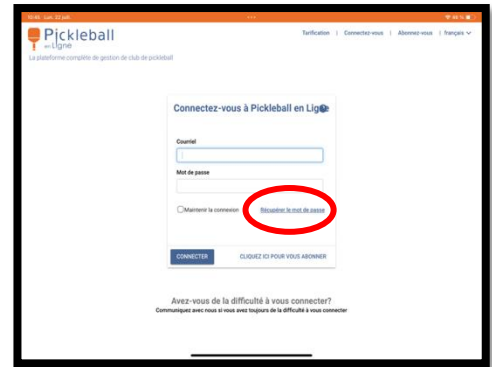 10:45 Lun. 22 juil.
Pickleball
en Ligne
Tarification | Connectez-vous | Abonnez-vous | français
La plateforme complète de gestion de club de pickleball
Connectez-vous à Pickleball en Ligne
Courriel
Mot de passe
Maintenir la connexion Récupérer le mot de passe
CONNECTER CLIQUEZ ICI POUR VOUS ABONNER
Avez-vous de la difficulté à vous connecter?
Communiquez avec nous si vous avez toujours de la difficulté à vous connecter